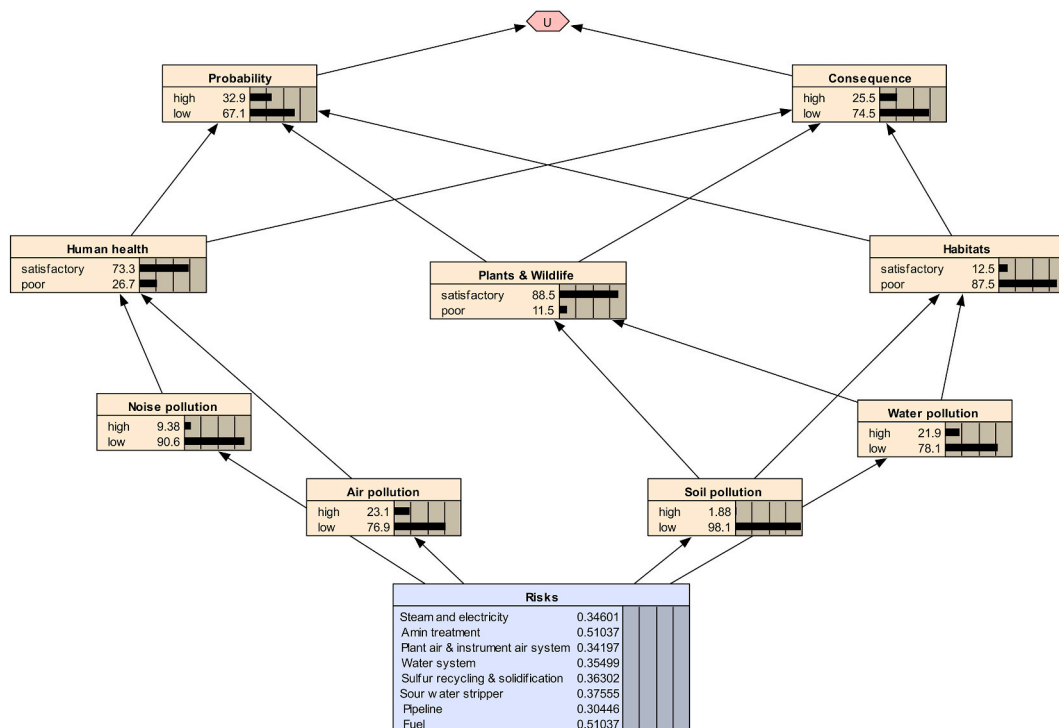 U
Probability
high 32.9
low 67.1
Consequence
high 25.5
low 74.5
Human health
satisfactory 73.3
poor 26.7
Plants & Wildlife
satisfactory 88.5
poor 11.5
Habitats
satisfactory 12.5
poor 87.5
Noise pollution
high 9.38
low 90.6
Water pollution
high 21.9
low 78.1
Air pollution
high 23.1
low 76.9
Soil pollution
high 1.88
low 98.1
Risks
Steam and electricity 0.34601
Amin treatment 0.51037
Plant air & instrument air system 0.34197
Water system 0.35499
Sulfur recycling & solidification 0.36302
Sour water stripper 0.37555
Pipeline 0.30446
Fuel 0.51037